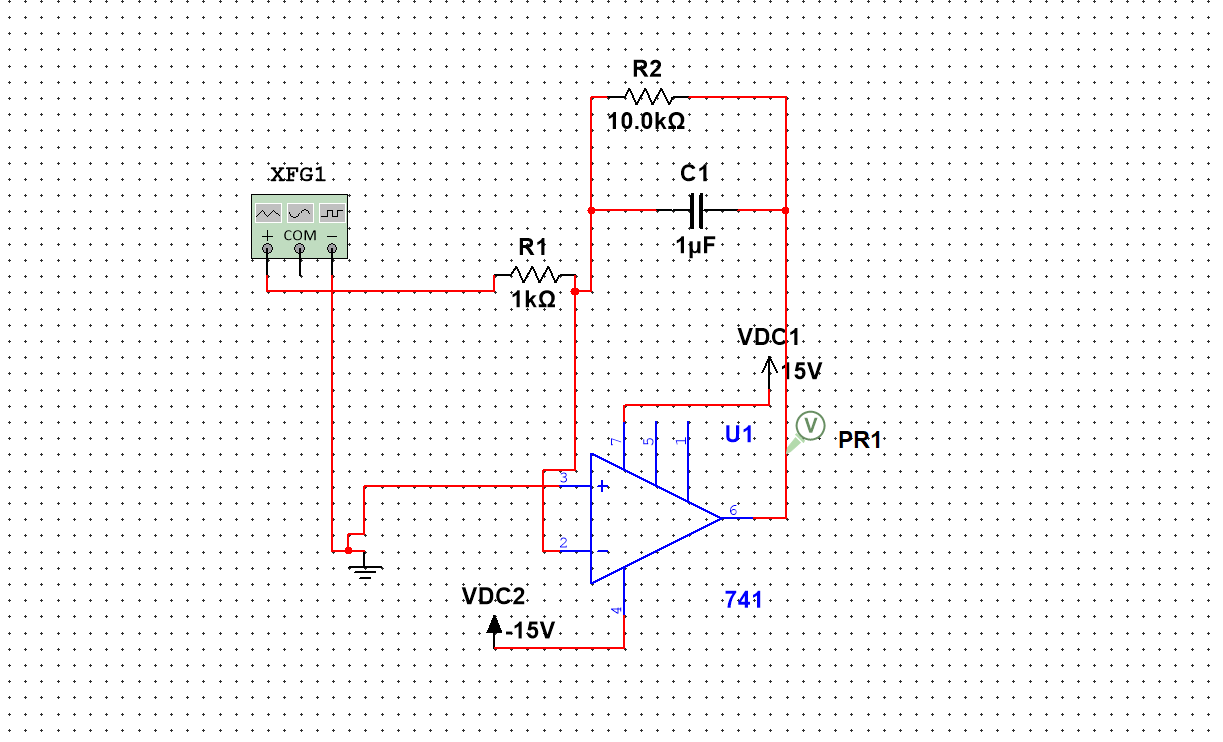 R2
10.0kΩ
C1
1µF
XFG1
+ COM −
R1
1kΩ
VDC1
15V
U1
PR1
V
7 5 1
3 +
6
2 −
4
741
VDC2
-15V